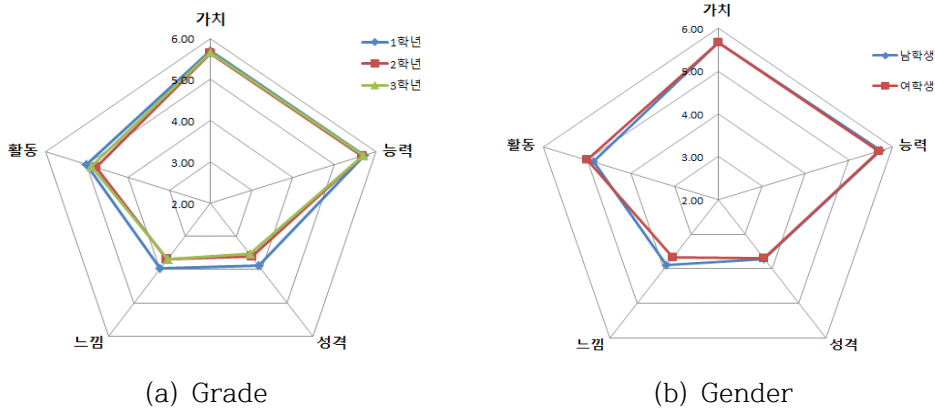 가치
6.00
5.00
4.00
3.00
2.00
능력
성격
느낌
활동
1학년
2학년
3학년
(a) Grade
가치
6.00
5.00
4.00
3.00
2.00
능력
성격
느낌
활동
남학생
여학생
(b) Gender